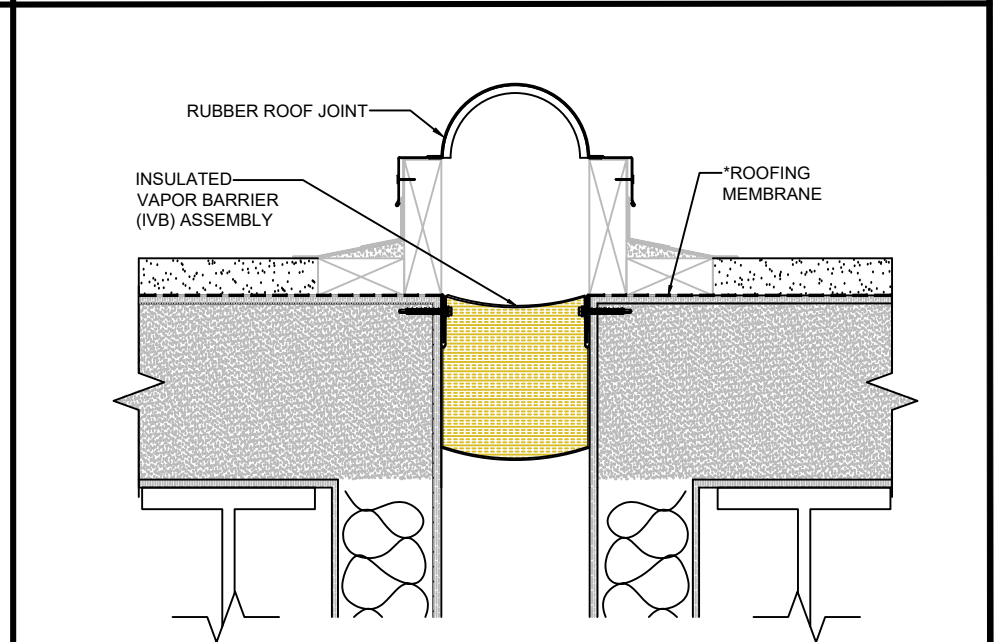 RUBBER ROOF JOINT
INSULATED
VAPOR BARRIER
(IVB) ASSEMBLY
*ROOFING
MEMBRANE